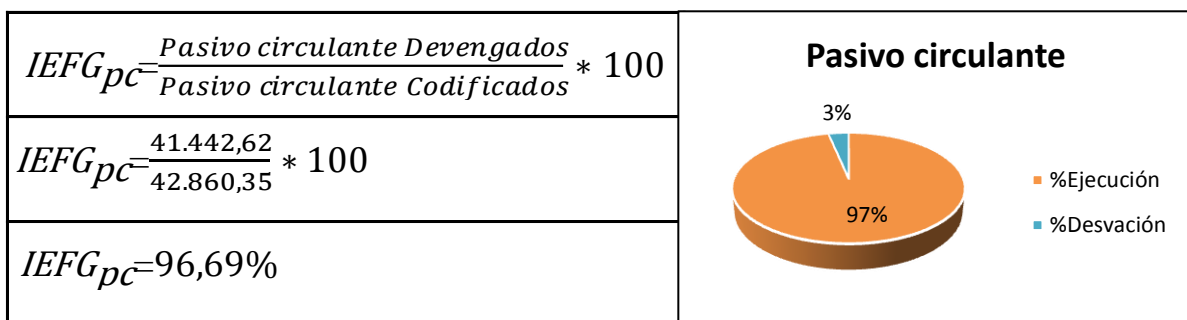 IEFGpc=Pasivo circulante Devengados/Pasivo circulante Codificados * 100
IEFGpc=41.442,62/42.860,35 * 100
IEFGpc=96,69%
Pasivo circulante
3%
97%
%Ejecución
%Desvación